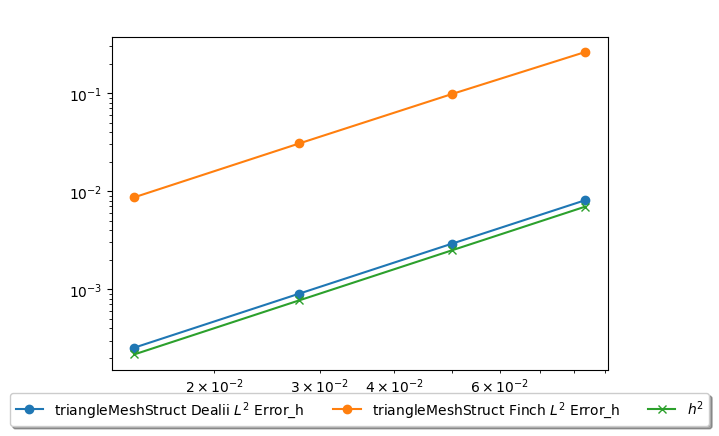 10⁻¹
10⁻²
10⁻³
2 × 10⁻² 3 × 10⁻² 4 × 10⁻² 6 × 10⁻²
triangleMeshStruct Dealii L² Error_h triangleMeshStruct Finch L² Error_h h²